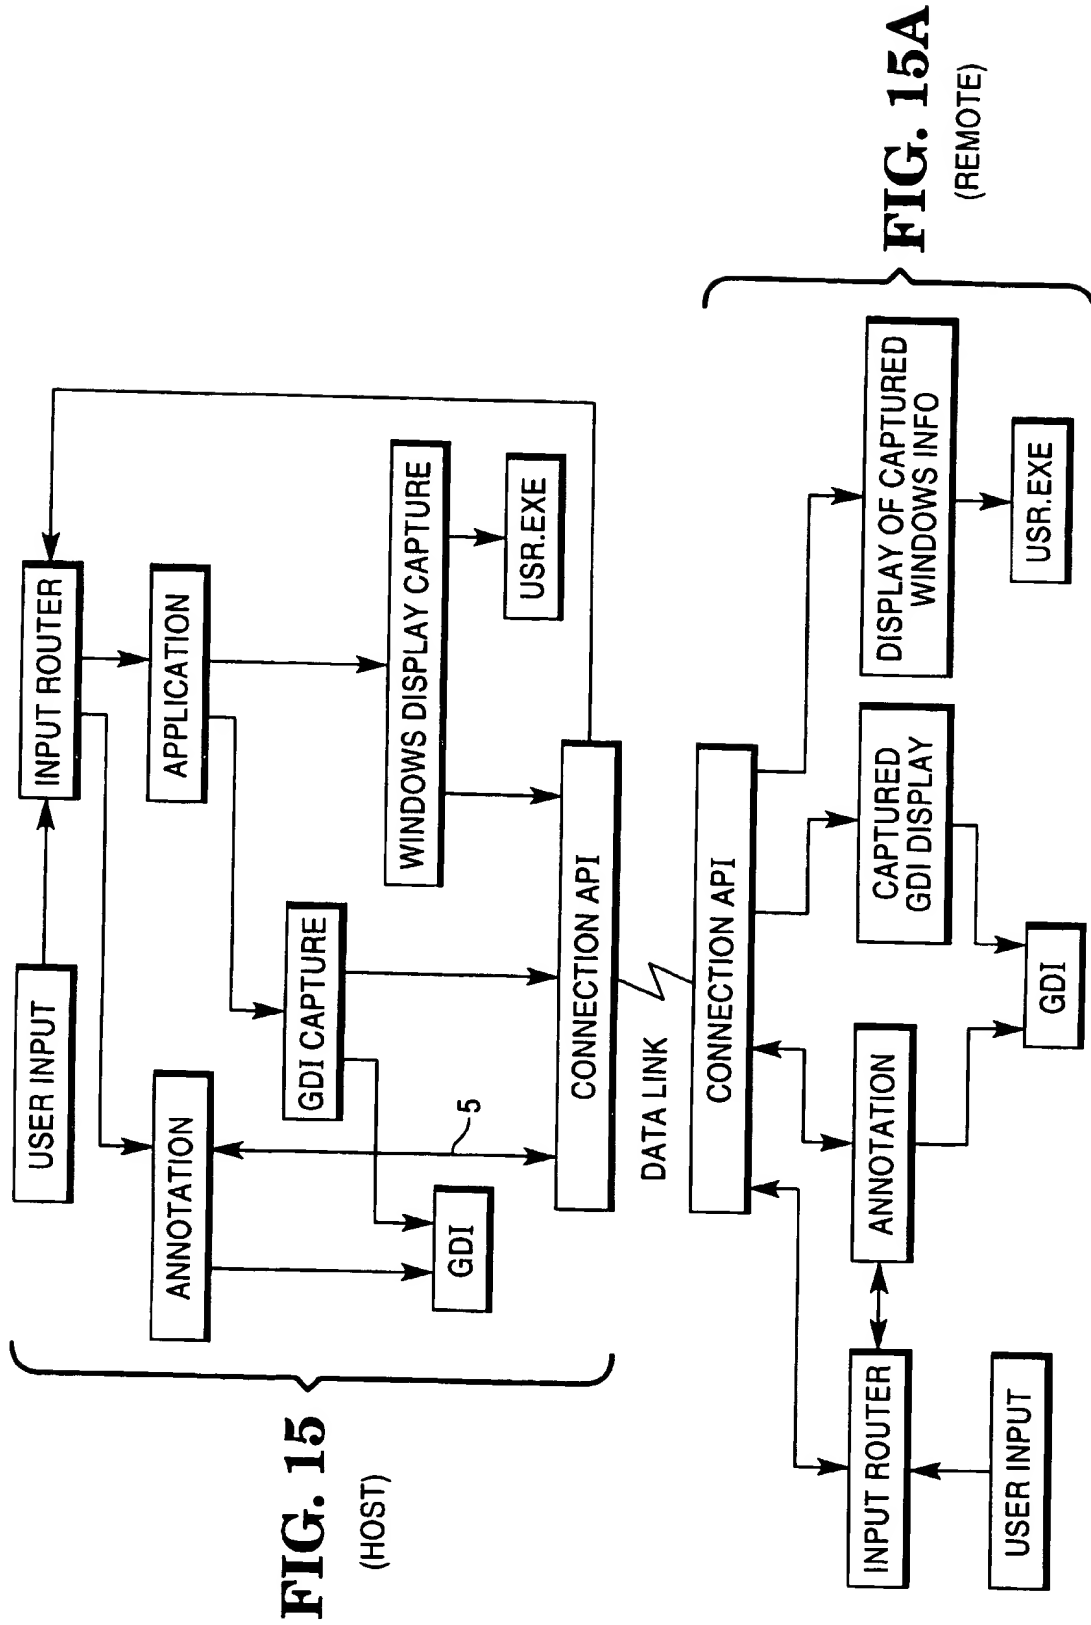 FIG. 15
(HOST)
USER INPUT
INPUT ROUTER
ANNOTATION
APPLICATION
GDI CAPTURE
WINDOWS DISPLAY CAPTURE
GDI
5
USR.EXE
CONNECTION API
DATA LINK
CONNECTION API
INPUT ROUTER
ANNOTATION
CAPTURED
GDI DISPLAY
DISPLAY OF CAPTURED
WINDOWS INFO
USER INPUT
GDI
USR.EXE
FIG. 15A
(REMOTE)